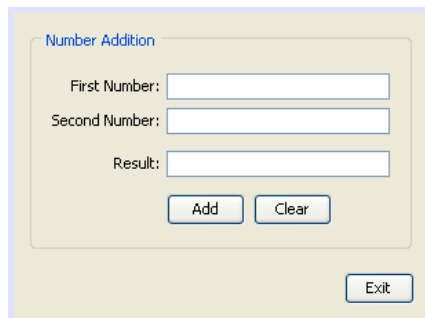 Number Addition
First Number:
Second Number:
Result:
Add Clear
Exit